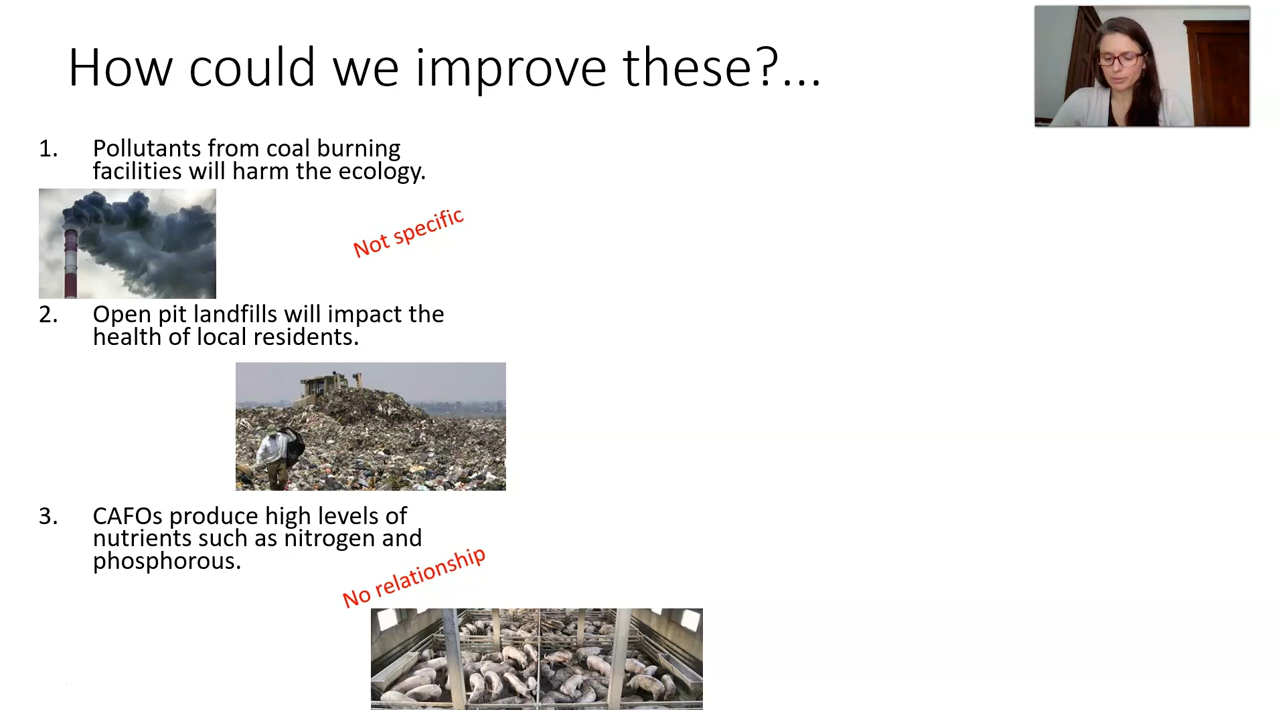 How could we improve these?...
1. Pollutants from coal burning
facilities will harm the ecology.
Not specific
2. Open pit landfills will impact the
health of local residents.
3. CAFOs produce high levels of
nutrients such as nitrogen and
phosphorous.
No relationship